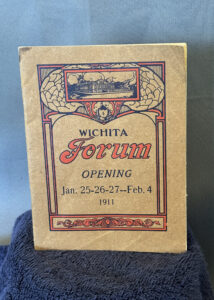 WICHITA
Forum
OPENING
Jan. 25-26-27--Feb. 4
1911